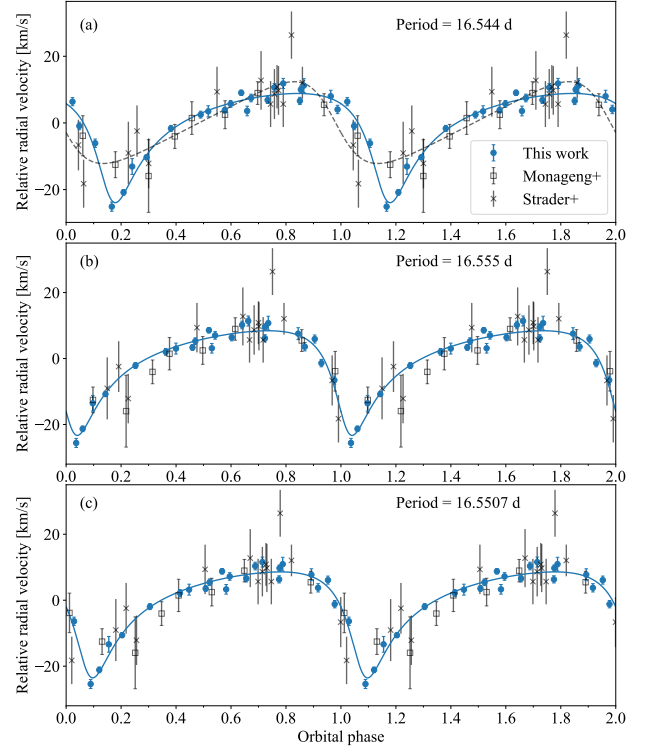 (a)
Period = 16.544 d
20
0
−20
Relative radial velocity [km/s]
This work
Monageng+
Strader+
0.0 0.2 0.4 0.6 0.8 1.0 1.2 1.4 1.6 1.8 2.0
(b)
Period = 16.555 d
20
0
−20
Relative radial velocity [km/s]
0.0 0.2 0.4 0.6 0.8 1.0 1.2 1.4 1.6 1.8 2.0
(c)
Period = 16.5507 d
20
0
−20
Relative radial velocity [km/s]
0.0 0.2 0.4 0.6 0.8 1.0 1.2 1.4 1.6 1.8 2.0
Orbital phase